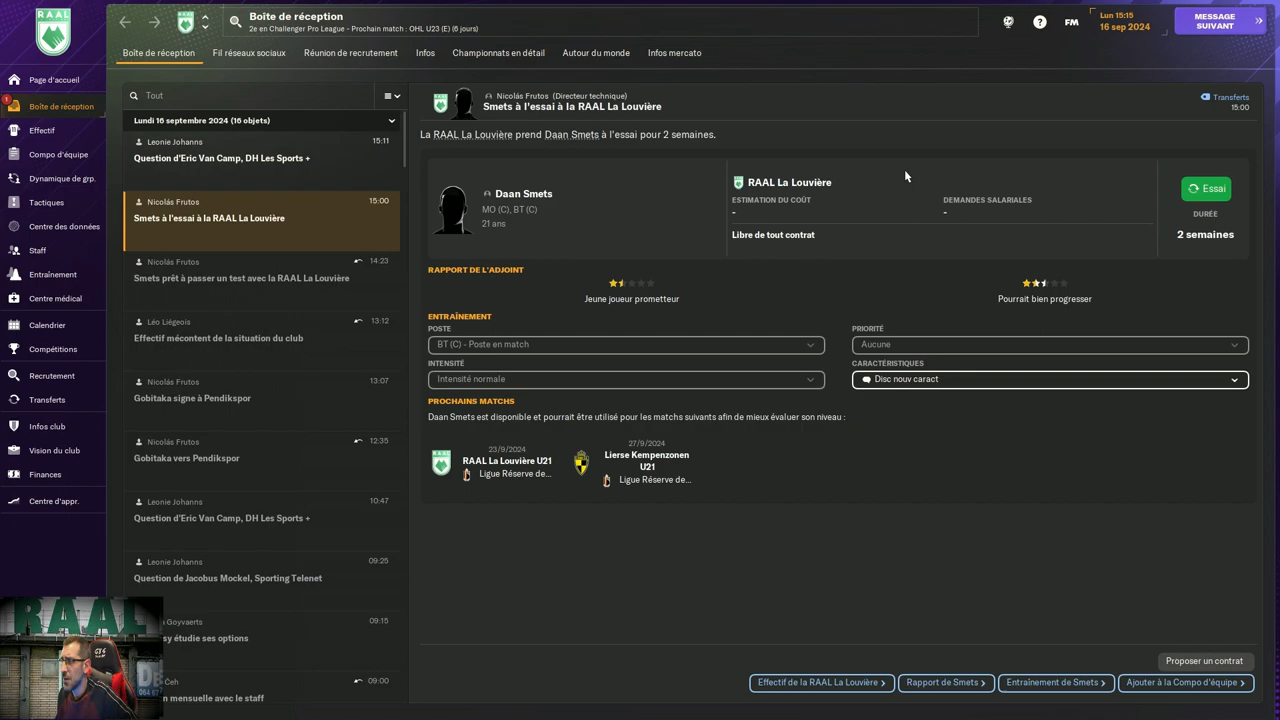 RAAL
Boîte de réception
2e en Challenger Pro League - Prochain match : OHL U23 (E) (6 jours)
FM
Lun 15:15
16 sep 2024
MESSAGE SUIVANT
Boîte de réception
Fil réseaux sociaux
Réunion de recrutement
Infos
Championnats en détail
Autour du monde
Infos mercato
Page d'accueil
1
Boîte de réception
Effectif
Compo d'équipe
Dynamique de grp.
Tactiques
Centre des données
Staff
Entraînement
Centre médical
Calendrier
Compétitions
Recrutement
Transferts
Infos club
Vision du club
Finances
Centre d'appr.
Tout
Lundi 16 septembre 2024 (16 objets)
Leonie Johanns 15:11
Question d'Eric Van Camp, DH Les Sports +
Nicolás Frutos 15:00
Smets à l'essai à la RAAL La Louvière
Nicolás Frutos 14:23
Smets prêt à passer un test avec la RAAL La Louvière
Léo Liégeois 13:12
Effectif mécontent de la situation du club
Nicolás Frutos 13:07
Gobitaka signe à Pendikspor
Nicolás Frutos 12:35
Gobitaka vers Pendikspor
Leonie Johanns 10:47
Question d'Eric Van Camp, DH Les Sports +
Leonie Johanns 09:25
Question de Jacobus Mockel, Sporting Telenet
Goyvaerts 09:15
sy étudie ses options
Ceh 09:00
n mensuelle avec le staff
Nicolás Frutos (Directeur technique)
Smets à l'essai à la RAAL La Louvière
Transferts
15:00
La RAAL La Louvière prend Daan Smets à l'essai pour 2 semaines.
Daan Smets
MO (C), BT (C)
21 ans
RAAL La Louvière
ESTIMATION DU COÛT DEMANDES SALARIALES
- -
Libre de tout contrat
Essai
DURÉE
2 semaines
RAPPORT DE L'ADJOINT
Jeune joueur prometteur
Pourrait bien progresser
ENTRAÎNEMENT
POSTE PRIORITÉ
BT (C) - Poste en match Aucune
INTENSITÉ CARACTÉRISTIQUES
Intensité normale Disc nouv caract
PROCHAINS MATCHS
Daan Smets est disponible et pourrait être utilisé pour les matchs suivants afin de mieux évaluer son niveau :
23/9/2024
RAAL La Louvière U21
Ligue Réserve de...
27/9/2024
Lierse Kempenzonen
U21
Ligue Réserve de...
Proposer un contrat
Effectif de la RAAL La Louvière
Rapport de Smets
Entraînement de Smets
Ajouter à la Compo d'équipe
RAAL